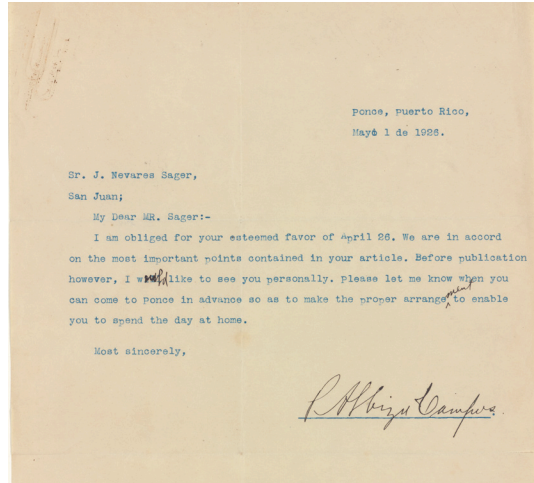 Ponce, Puerto Rico,
Mayo 1 de 1926.
Sr. J. Nevares Sager,
San Juan;
My Dear MR. Sager:-
I am obliged for your esteemed favor of April 26. We are in accord
on the most important points contained in your article. Before publication
however, I would like to see you personally. Please let me know when you
can come to Ponce in advance so as to make the proper arrangement to enable
you to spend the day at home.
Most sincerely,
P Albizu Campos.